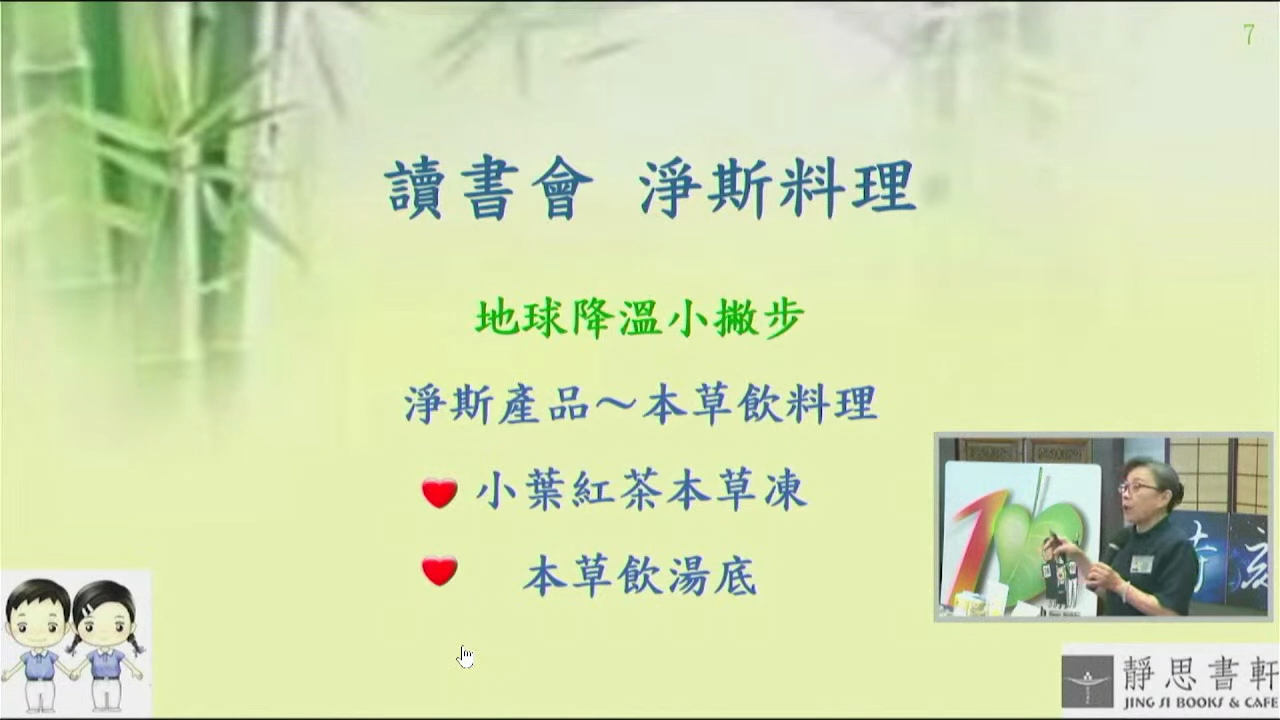 7
讀書會 淨斯料理
地球降溫小撇步
淨斯產品～本草飲料理
小葉紅茶本草凍
本草飲湯底
10
靜思書軒
JING SI BOOKS & CAFE